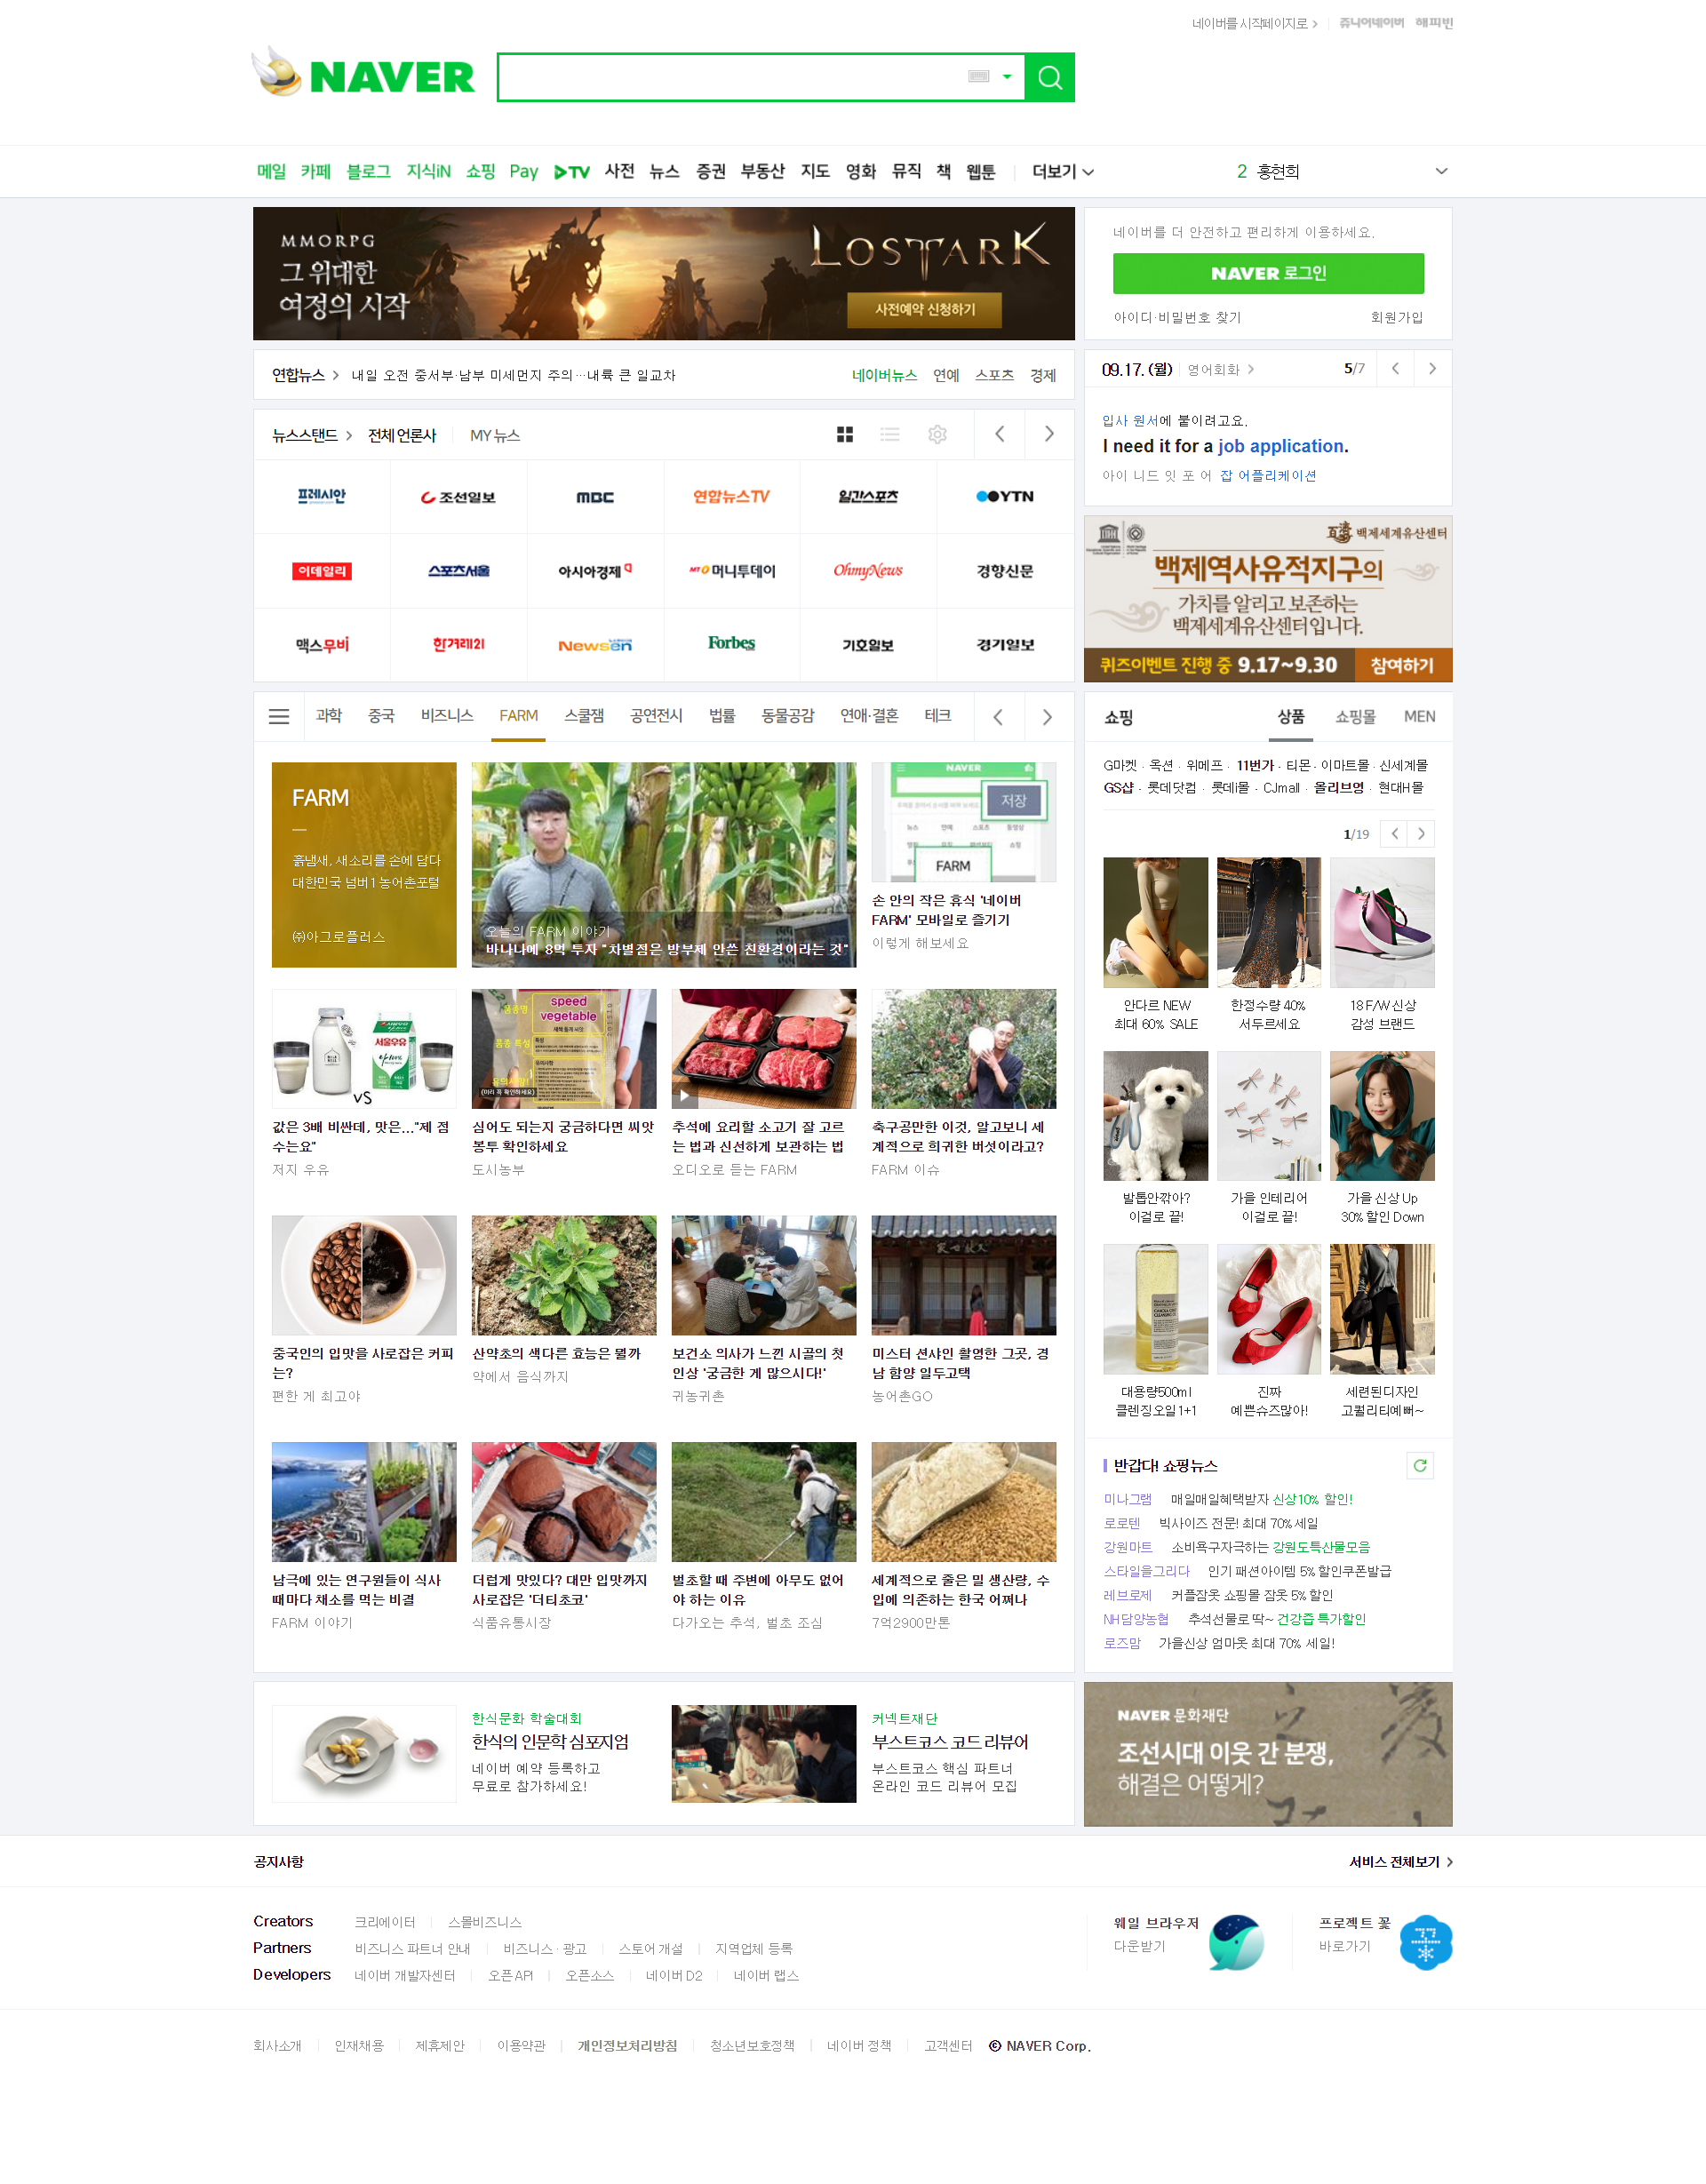 네이버를 시작페이지로
쥬니어네이버 해피빈
NAVER
메일 카페 블로그 지식iN 쇼핑 Pay TV 사전 뉴스 증권 부동산 지도 영화 뮤직 책 웹툰 더보기
2 홍현희
MMORPG
그 위대한
여정의 시작
LOSTARK
사전예약 신청하기
네이버를 더 안전하고 편리하게 이용하세요.
NAVER 로그인
아이디·비밀번호 찾기 회원가입
연합뉴스 내일 오전 중서부·남부 미세먼지 주의…내륙 큰 일교차
네이버뉴스 연예 스포츠 경제
09.17. (월) 영어회화 5/7
입사 원서에 붙이려고요.
I need it for a job application.
아이 니드 잇 포 어 잡 어플리케이션
뉴스스탠드 전체 언론사 MY 뉴스
프레시안 조선일보 MBC 연합뉴스TV 일간스포츠 YTN
이데일리 스포츠서울 아시아경제 MTO 머니투데이 OhmyNews 경향신문
맥스무비 한겨레21 Newsen Forbes 기호일보 경기일보
백제세계유산센터
백제역사유적지구의
가치를 알리고 보존하는
백제세계유산센터입니다.
퀴즈이벤트 진행 중 9.17~9.30 참여하기
과학 중국 비즈니스 FARM 스쿨잼 공연전시 법률 동물공감 연애·결혼 테크
FARM
흙냄새, 새소리를 손에 담다
대한민국 넘버1 농어촌포털
㈜아그로플러스
오늘의 FARM 이야기
바나나에 8억 투자 "차별점은 방부제 안쓴 친환경이라는 것"
NAVER
저장
뉴스 연예 스포츠
FARM
손 안의 작은 휴식 '네이버
FARM' 모바일로 즐기기
이렇게 해보세요
서울우유
VS
값은 3배 비싼데, 맛은…"제 점
수는요"
저지 우유
speed
vegetable
품종명
품종 특성
유의사항!
(미리 꼭 확인하세요)
심어도 되는지 궁금하다면 씨앗
봉투 확인하세요
도시농부
추석에 요리할 소고기 잘 고르
는 법과 신선하게 보관하는 법
오디오로 듣는 FARM
축구공만한 이것, 알고보니 세
계적으로 희귀한 버섯이라고?
FARM 이슈
중국인의 입맛을 사로잡은 커피
는?
편한 게 최고야
산약초의 색다른 효능은 뭘까
약에서 음식까지
보건소 의사가 느낀 시골의 첫
인상 '궁금한 게 많으시다!'
귀농귀촌
미스터 션샤인 촬영한 그곳, 경
남 함양 일두고택
농어촌GO
남극에 있는 연구원들이 식사
때마다 채소를 먹는 비결
FARM 이야기
더럽게 맛있다? 대만 입맛까지
사로잡은 '더티초코'
식품유통시장
벌초할 때 주변에 아무도 없어
야 하는 이유
다가오는 추석, 벌초 조심
세계적으로 줄은 밀 생산량, 수
입에 의존하는 한국 어쩌나
7억2900만톤
쇼핑 상품 쇼핑몰 MEN
G마켓 · 옥션 · 위메프 · 11번가 · 티몬 · 이마트몰 · 신세계몰
GS샵 · 롯데닷컴 · 롯데i몰 · CJmall · 올리브영 · 현대H몰
1/19
안다르 NEW
최대 60% SALE
한정수량 40%
서두르세요
18 F/W 신상
감성 브랜드
발톱안깎아?
이걸로 끝!
가을 인테리어
이걸로 끝!
가을 신상 Up
30% 할인 Down
대용량500ml
클렌징오일1+1
진짜
예쁜슈즈많아!
세련된디자인
고퀄리티예뻐~
반갑다! 쇼핑뉴스
미나그램 매일매일혜택받자 신상10% 할인!
로로텐 빅사이즈 전문! 최대 70%세일
강원마트 소비욕구자극하는 강원도특산물모음
스타일을그리다 인기 패션아이템 5%할인쿠폰발급
레브로제 커플잠옷 쇼핑몰 잠옷 5% 할인
NH담양농협 추석선물로 딱~ 건강즙 특가할인
로즈맘 가을신상 엄마옷 최대 70% 세일!
한식문화 학술대회
한식의 인문학 심포지엄
네이버 예약 등록하고
무료로 참가하세요!
커넥트재단
부스트코스 코드 리뷰어
부스트코스 핵심 파트너
온라인 코드 리뷰어 모집
NAVER 문화재단
조선시대 이웃 간 분쟁,
해결은 어떻게?
공지사항 서비스 전체보기
Creators 크리에이터 스몰비즈니스
Partners 비즈니스 파트너 안내 비즈니스 · 광고 스토어 개설 지역업체 등록
Developers 네이버 개발자센터 오픈API 오픈소스 네이버 D2 네이버 랩스
웨일 브라우저
다운받기
프로젝트 꽃
바로가기
회사소개 인재채용 제휴제안 이용약관 개인정보처리방침 청소년보호정책 네이버 정책 고객센터 ⓒ NAVER Corp.